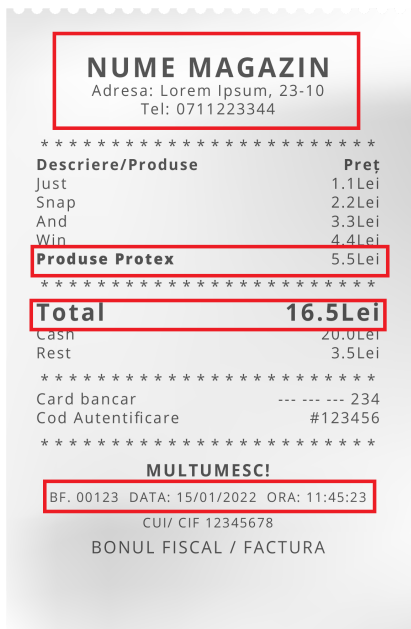 NUME MAGAZIN
Adresa: Lorem Ipsum, 23-10
Tel: 0711223344
* * * * * * * * * * * * * * * * * * * * * * * *
Descriere/Produse Preț
Just 1.1Lei
Snap 2.2Lei
And 3.3Lei
Win 4.4Lei
Produse Protex 5.5Lei
* * * * * * * * * * * * * * * * * * * * * * * *
Total 16.5Lei
Cash 20.0Lei
Rest 3.5Lei
* * * * * * * * * * * * * * * * * * * * * * * *
Card bancar --- --- --- 234
Cod Autentificare #123456
* * * * * * * * * * * * * * * * * * * * * * * *
MULTUMESC!
BF. 00123 DATA: 15/01/2022 ORA: 11:45:23
CUI/ CIF 12345678
BONUL FISCAL / FACTURA